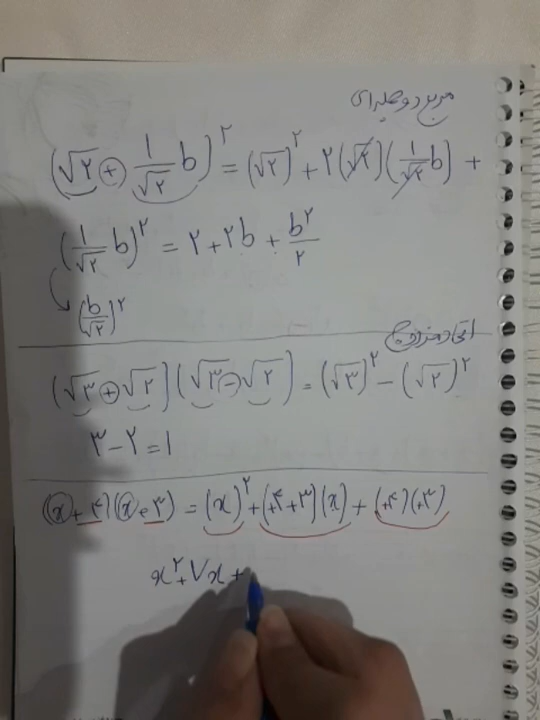 مربع دو جمله‌ای
(√۲ + ۱/√۲ b)^۲ = (√۲)^۲ + ۲(√۲)(۱/√۲ b) +
(۱/√۲ b)^۲ = ۲ + ۲b + b^۲/۲
(b/√۲)^۲
اتحاد مزدوج
(√۳ + √۲)(√۳ - √۲) = (√۳)^۲ - (√۲)^۲
۳ - ۲ = ۱
(x + ۴)(x + ۳) = (x)^۲ + (+۴ + ۳)(x) + (+۴)(+۳)
x^۲ + ۷x +